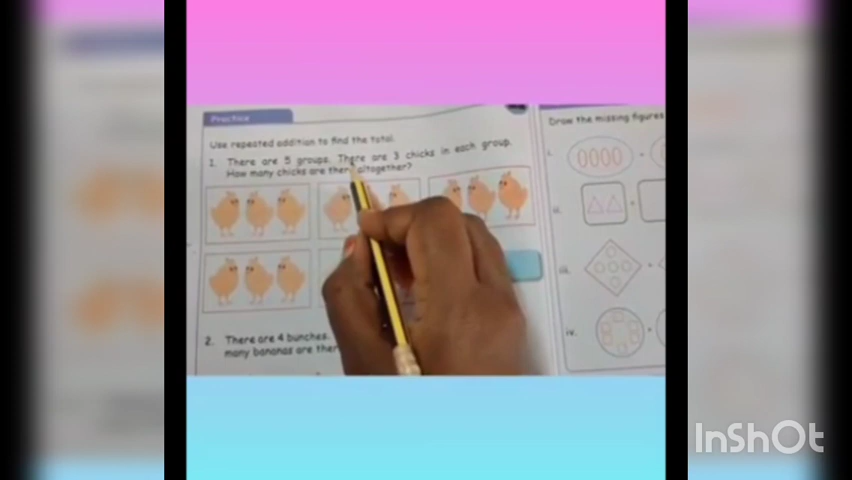 Practice
Use repeated addition to find the total.
1. There are 5 groups. There are 3 chicks in each group.
How many chicks are there altogether?
2. There are 4 bunches.
many bananas are ther
Draw the missing figures
i.
ii.
iii.
iv.
InShOt